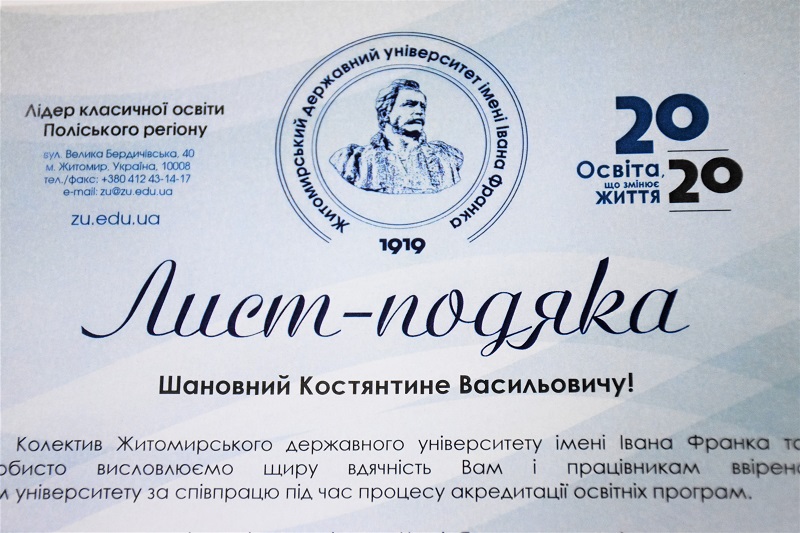 Лідер класичної освіти
Поліського регіону
вул. Велика Бердичівська, 40
м. Житомир, Україна, 10008
тел./факс: +380 412 43-14-17
e-mail: zu@zu.edu.ua
zu.edu.ua
Житомирський державний університет імені Івана Франка
1919
20
Освіта,
що змінює
ЖИТТЯ
20
Лист-подяка
Шановний Костянтине Васильовичу!
Колектив Житомирського державного університету імені Івана Франка та
обисто висловлюємо щиру вдячність Вам і працівникам ввірено
м університету за співпрацю під час процесу акредитації освітніх програм.